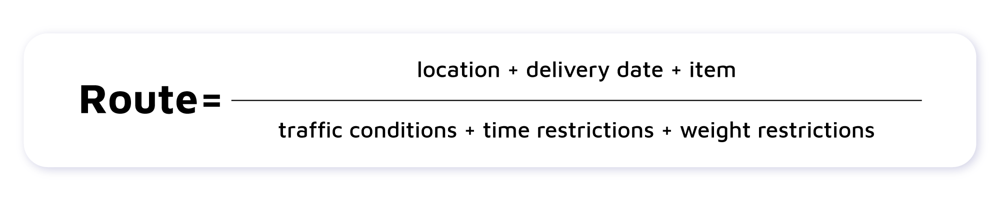 location + delivery date + item
Route=
traffic conditions + time restrictions + weight restrictions